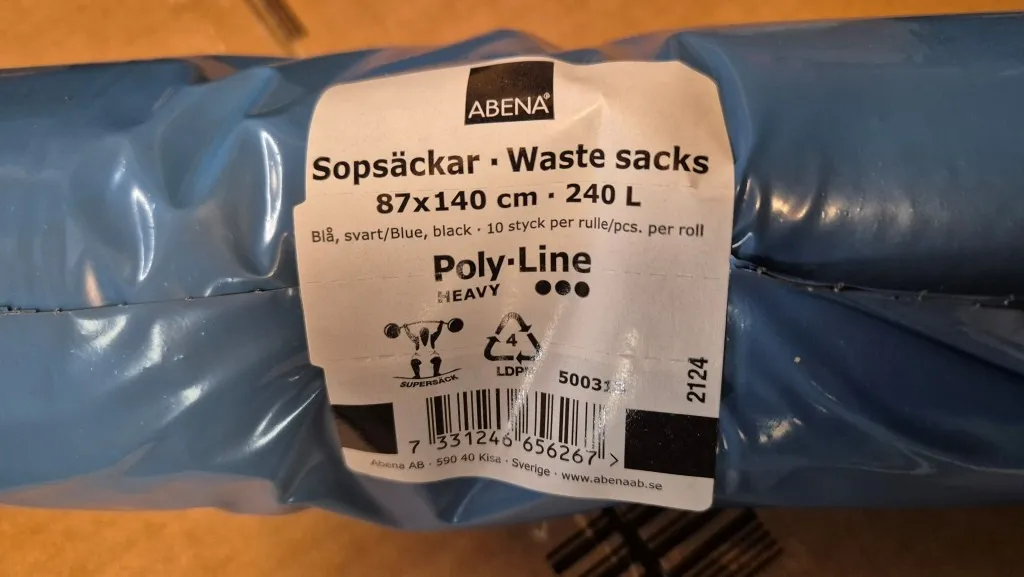 ABENA®
Sopsäckar · Waste sacks
87x140 cm · 240 L
Blå, svart/Blue, black · 10 styck per rulle/pcs. per roll
Poly·Line
HEAVY
SUPERSÄCK
4
2124
7 331246 656267 >
Abena AB · 590 40 Kisa · Sverige · www.abenaab.se